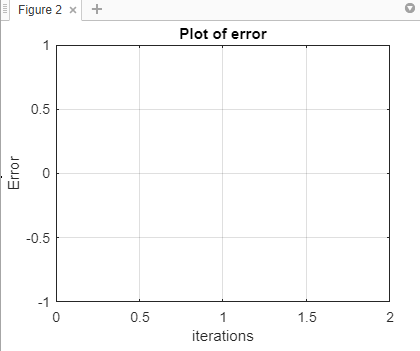 Figure 2
Plot of error
1
0.5
0
-0.5
-1
Error
0 0.5 1 1.5 2
iterations